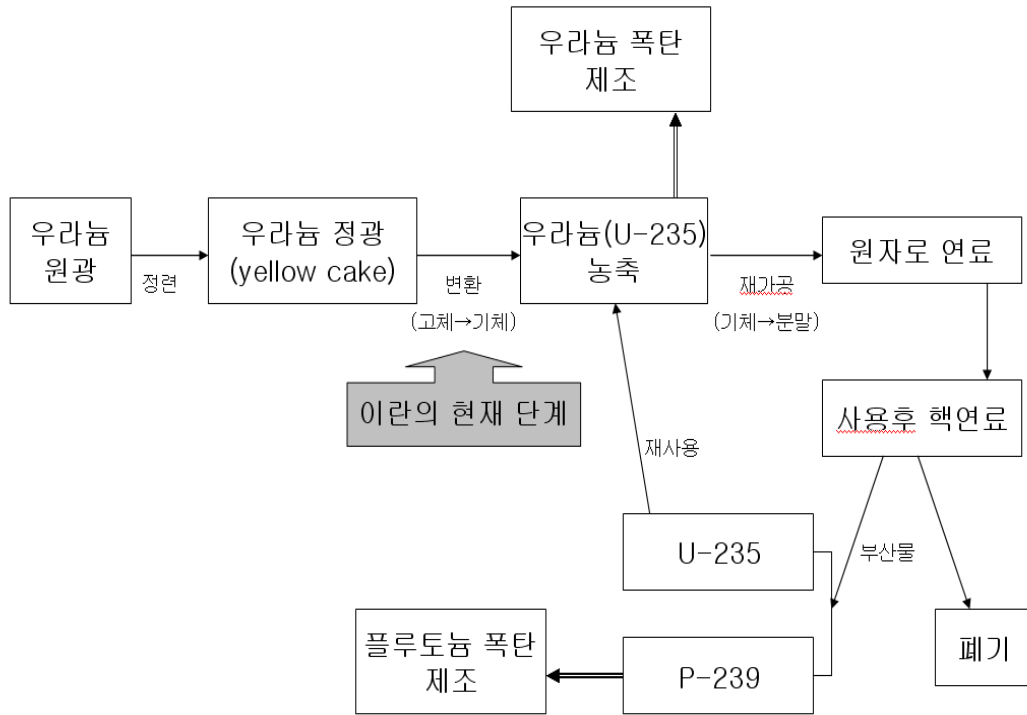 우라늄 폭탄
제조
우라늄
원광
정련
우라늄 정광
(yellow cake)
변환
(고체→기체)
우라늄(U-235)
농축
재가공
(기체→분말)
원자로 연료
이란의 현재 단계
사용후 핵연료
재사용
U-235
부산물
플루토늄 폭탄
제조
P-239
폐기